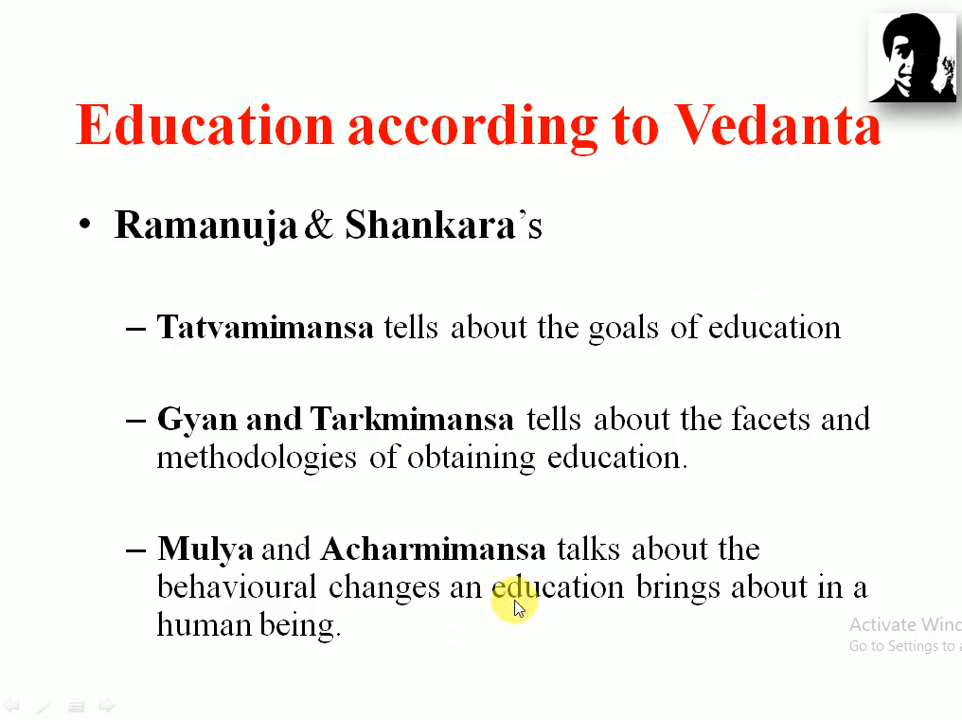 Education according to Vedanta
• Ramanuja & Shankara's
– Tatvamimansa tells about the goals of education
– Gyan and Tarkmimansa tells about the facets and
methodologies of obtaining education.
– Mulya and Acharmimansa talks about the
behavioural changes an education brings about in a
human being.
Activate Winc
Go to Settings to a